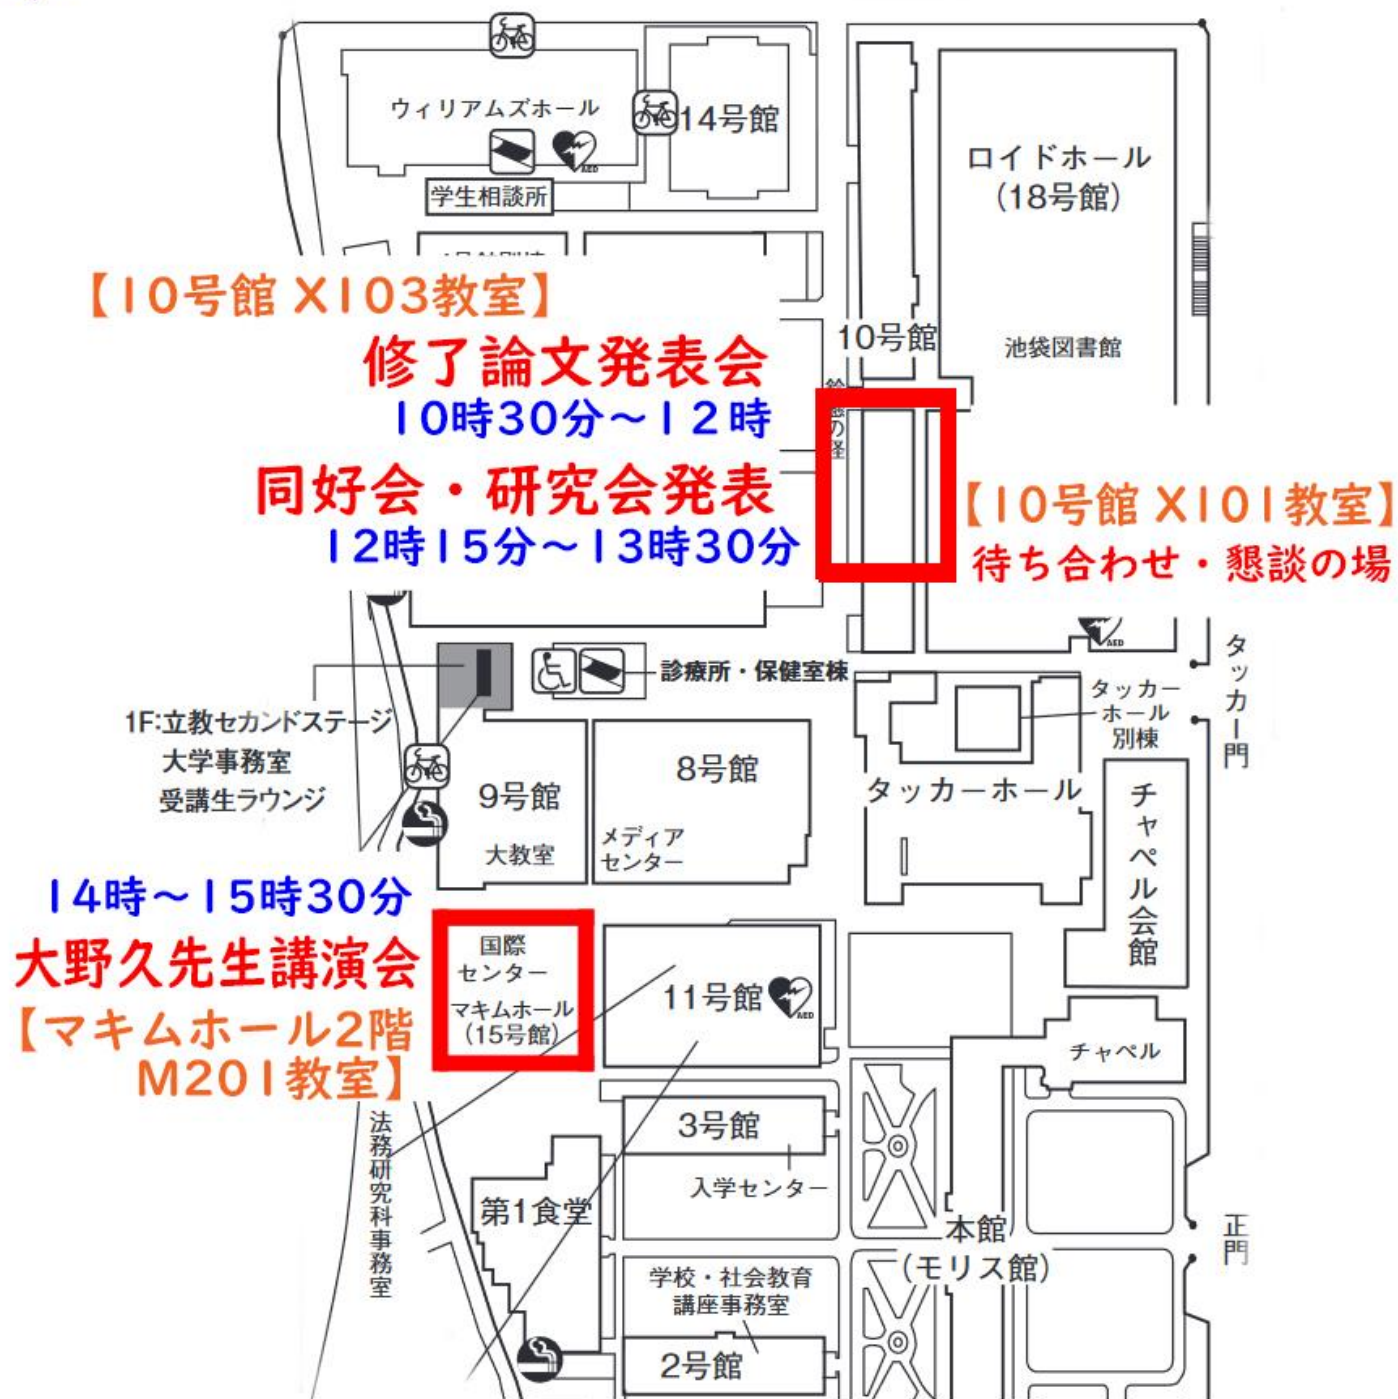 ウィリアムズホール
14号館
学生相談所
ロイドホール
(18号館)
【10号館 X103教室】
修了論文発表会
10時30分~12時
同好会・研究会発表
12時15分~13時30分
10号館
池袋図書館
【10号館 X101教室】
待ち合わせ・懇談の場
診療所・保健室棟
1F:立教セカンドステージ
大学事務室
受講生ラウンジ
9号館
大教室
8号館
メディア
センター
タッカー
ホール
別棟
タッカーホール
タッカー門
チャペル会館
14時~15時30分
大野久先生講演会
【マキムホール2階
M201教室】
国際
センター
マキムホール
(15号館)
11号館
AED
チャペル
法務研究科事務室
3号館
入学センター
第1食堂
本館
(モリス館)
正門
学校・社会教育
講座事務室
2号館